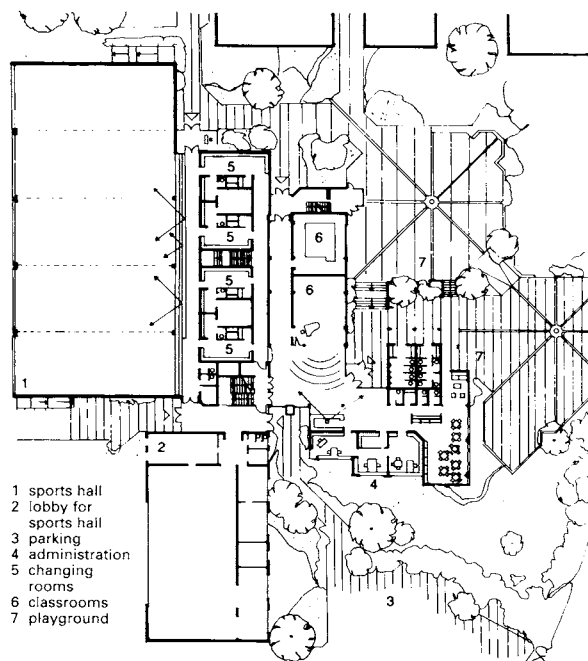 5
5
6
5
7
6
5
7
1
2
4
3
1 sports hall
2 lobby for
sports hall
3 parking
4 administration
5 changing
rooms
6 classrooms
7 playground